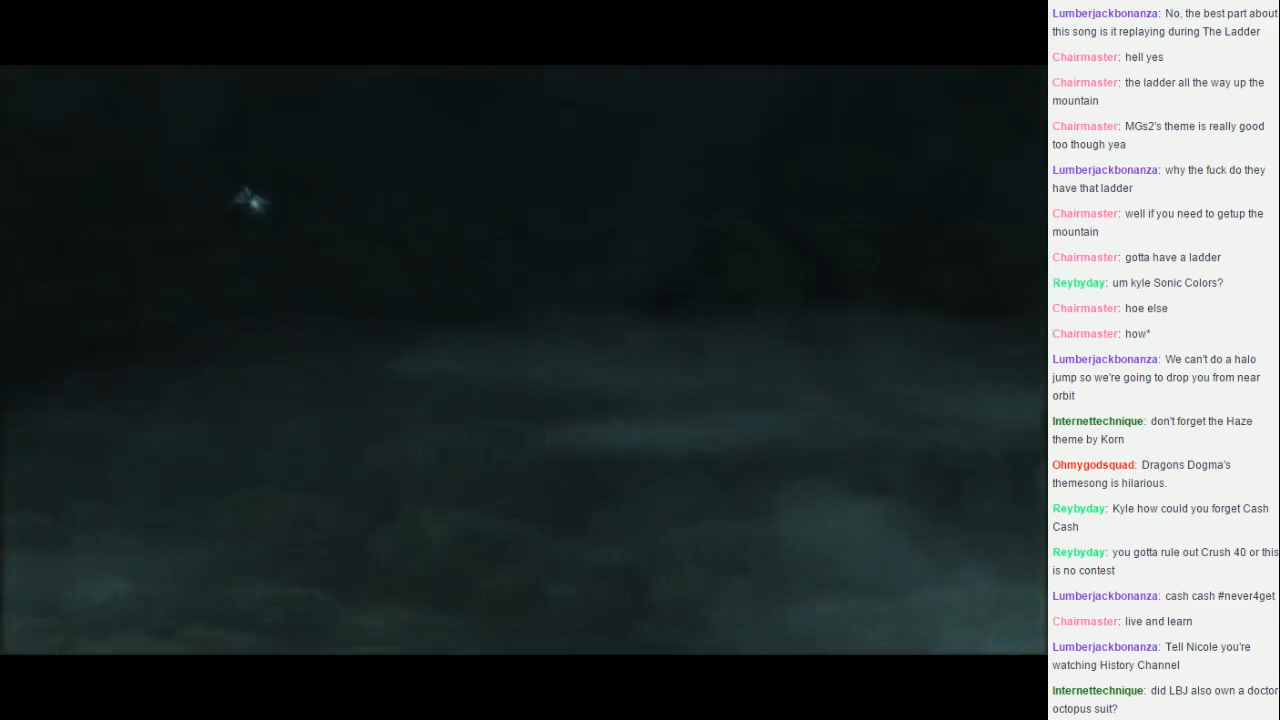 Lumberjackbonanza: No, the best part about
this song is it replaying during The Ladder
Chairmaster: hell yes
Chairmaster: the ladder all the way up the
mountain
Chairmaster: MGs2's theme is really good
too though yea
Lumberjackbonanza: why the fuck do they
have that ladder
Chairmaster: well if you need to getup the
mountain
Chairmaster: gotta have a ladder
Reybyday: um kyle Sonic Colors?
Chairmaster: hoe else
Chairmaster: how*
Lumberjackbonanza: We can't do a halo
jump so we're going to drop you from near
orbit
Internettechnique: don't forget the Haze
theme by Korn
Ohmygodsquad: Dragons Dogma's
themesong is hilarious.
Reybyday: Kyle how could you forget Cash
Cash
Reybyday: you gotta rule out Crush 40 or this
is no contest
Lumberjackbonanza: cash cash #never4get
Chairmaster: live and learn
Lumberjackbonanza: Tell Nicole you're
watching History Channel
Internettechnique: did LBJ also own a doctor
octopus suit?